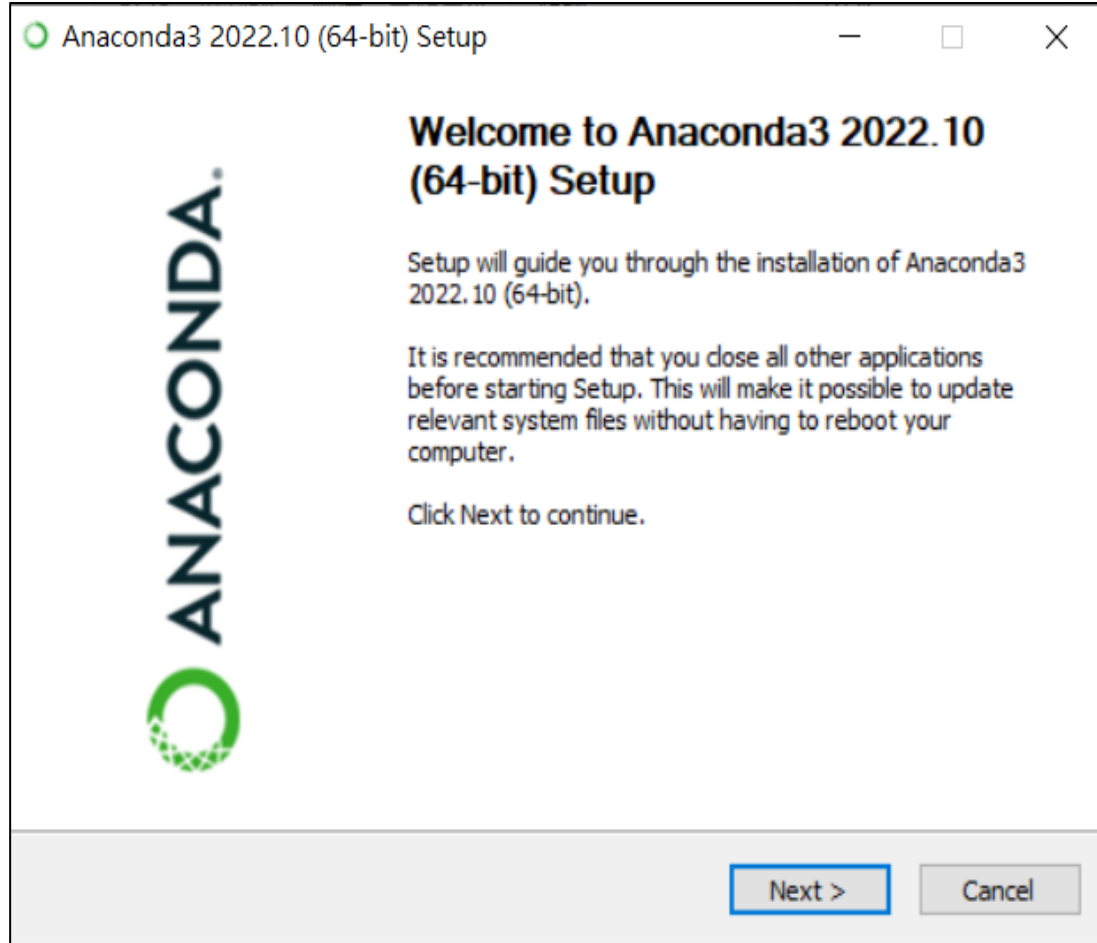 Anaconda3 2022.10 (64-bit) Setup
Welcome to Anaconda3 2022.10
(64-bit) Setup
Setup will guide you through the installation of Anaconda3
2022.10 (64-bit).
It is recommended that you close all other applications
before starting Setup. This will make it possible to update
relevant system files without having to reboot your
computer.
Click Next to continue.
ANACONDA.
Next >
Cancel